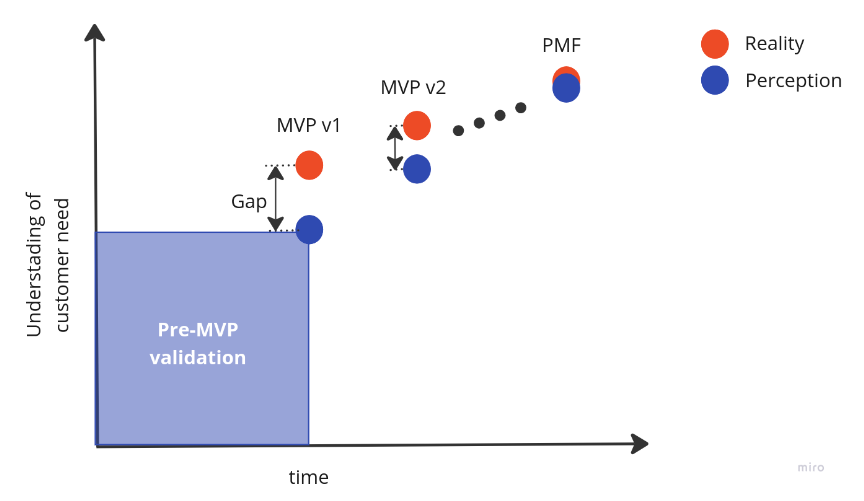 PMF
Reality
MVP v2
Perception
MVP v1
Gap
Understading of
customer need
Pre-MVP
validation
time
miro